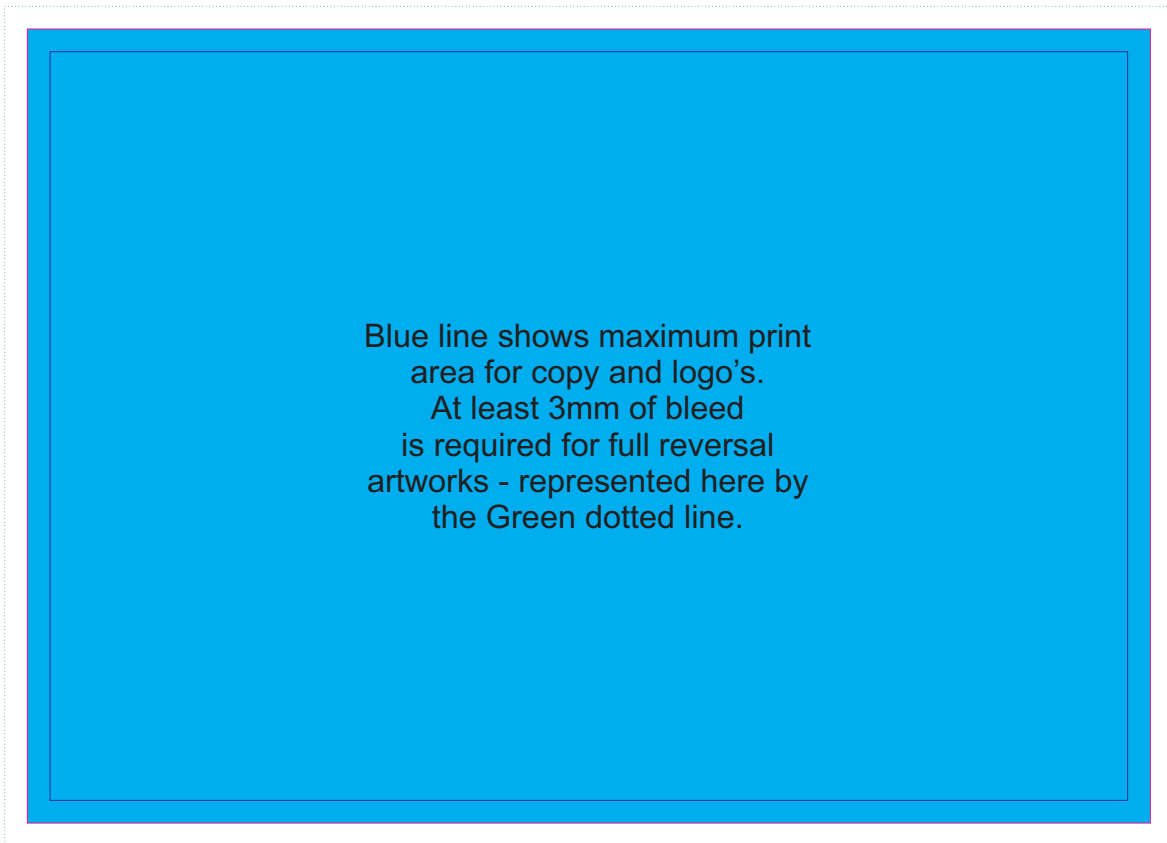 Blue line shows maximum print
area for copy and logo’s.
At least 3mm of bleed
is required for full reversal
artworks - represented here by
the Green dotted line.